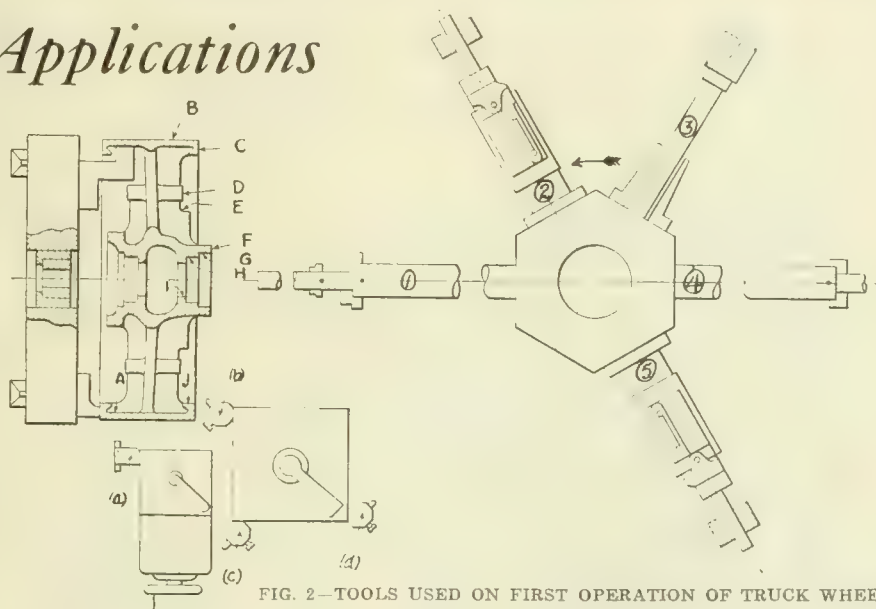 Applications
B
C
D
E
F
G
H
I
A
J
(a)
(b)
(c)
(d)
1
2
3
4
5
FIG. 2—TOOLS USED ON FIRST OPERATION OF TRUCK WHEE